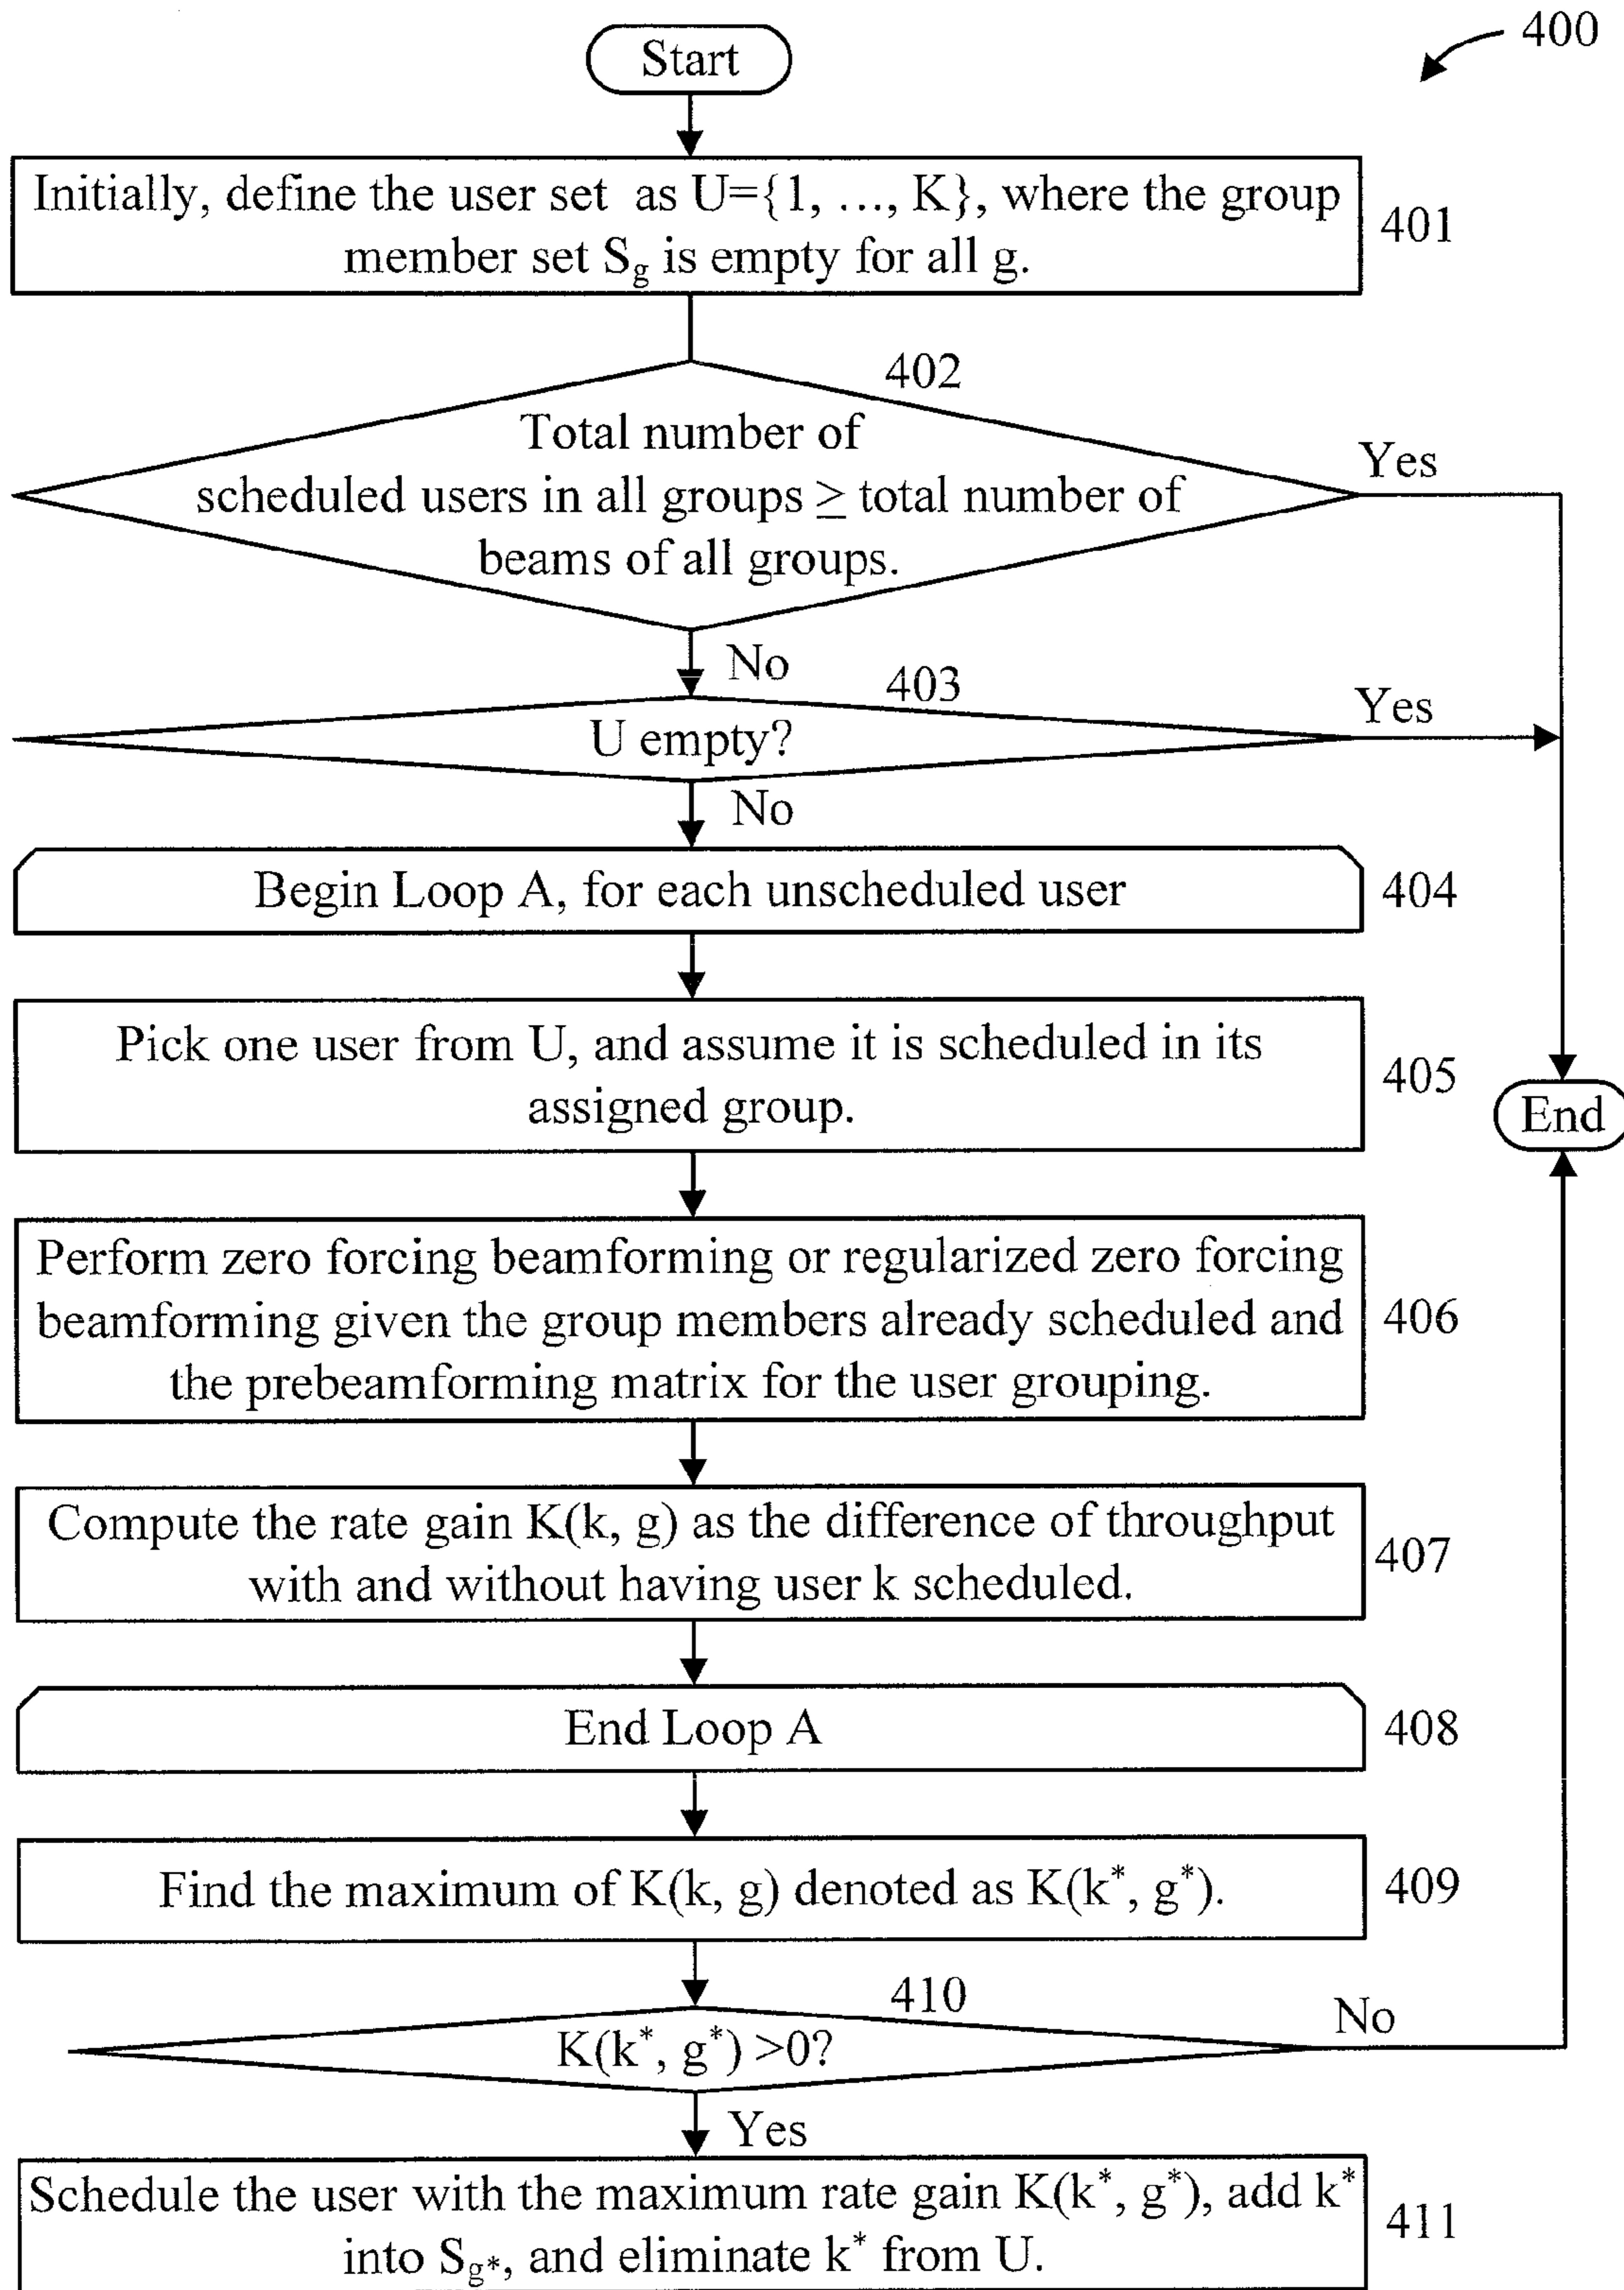 400
Start
Initially, define the user set as U={1, ..., K}, where the group
member set S_g is empty for all g.
401
402
Total number of
scheduled users in all groups ≥ total number of
beams of all groups.
Yes
No
403
U empty?
Yes
No
Begin Loop A, for each unscheduled user
404
Pick one user from U, and assume it is scheduled in its
assigned group.
405
End
Perform zero forcing beamforming or regularized zero forcing
beamforming given the group members already scheduled and
the prebeamforming matrix for the user grouping.
406
Compute the rate gain K(k, g) as the difference of throughput
with and without having user k scheduled.
407
End Loop A
408
Find the maximum of K(k, g) denoted as K(k*, g*).
409
410
K(k*, g*) >0?
No
Yes
Schedule the user with the maximum rate gain K(k*, g*), add k*
into S_g*, and eliminate k* from U.
411